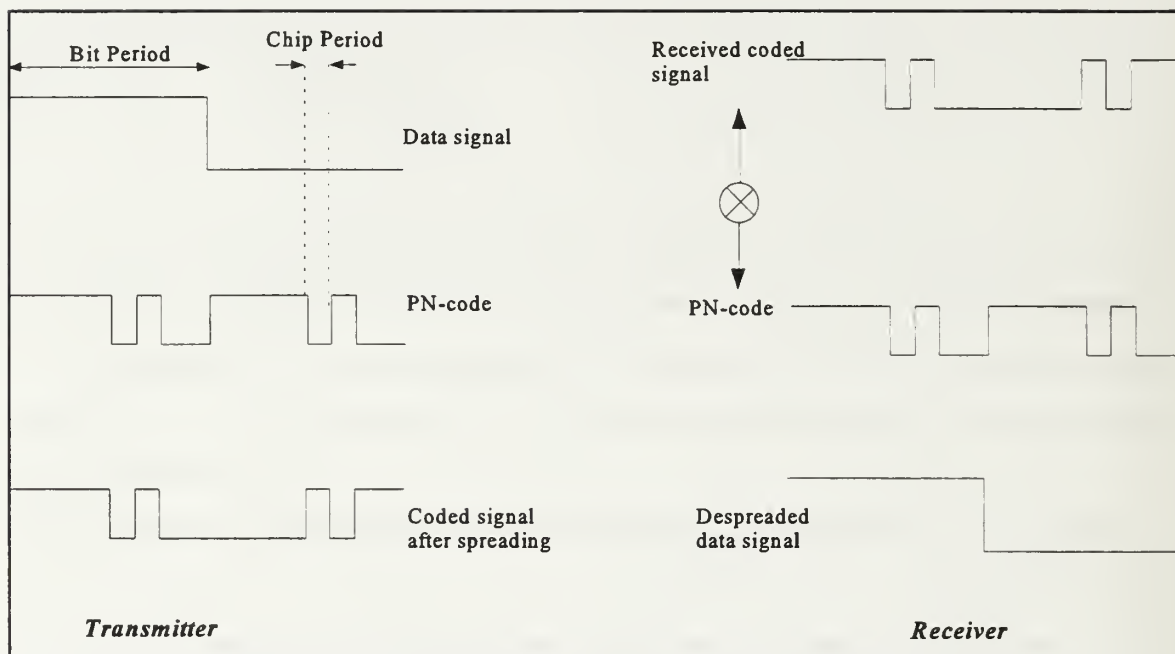 Bit Period
Chip Period
Data signal
PN-code
Coded signal
after spreading
Transmitter
Received coded
signal
PN-code
Despreaded
data signal
Receiver